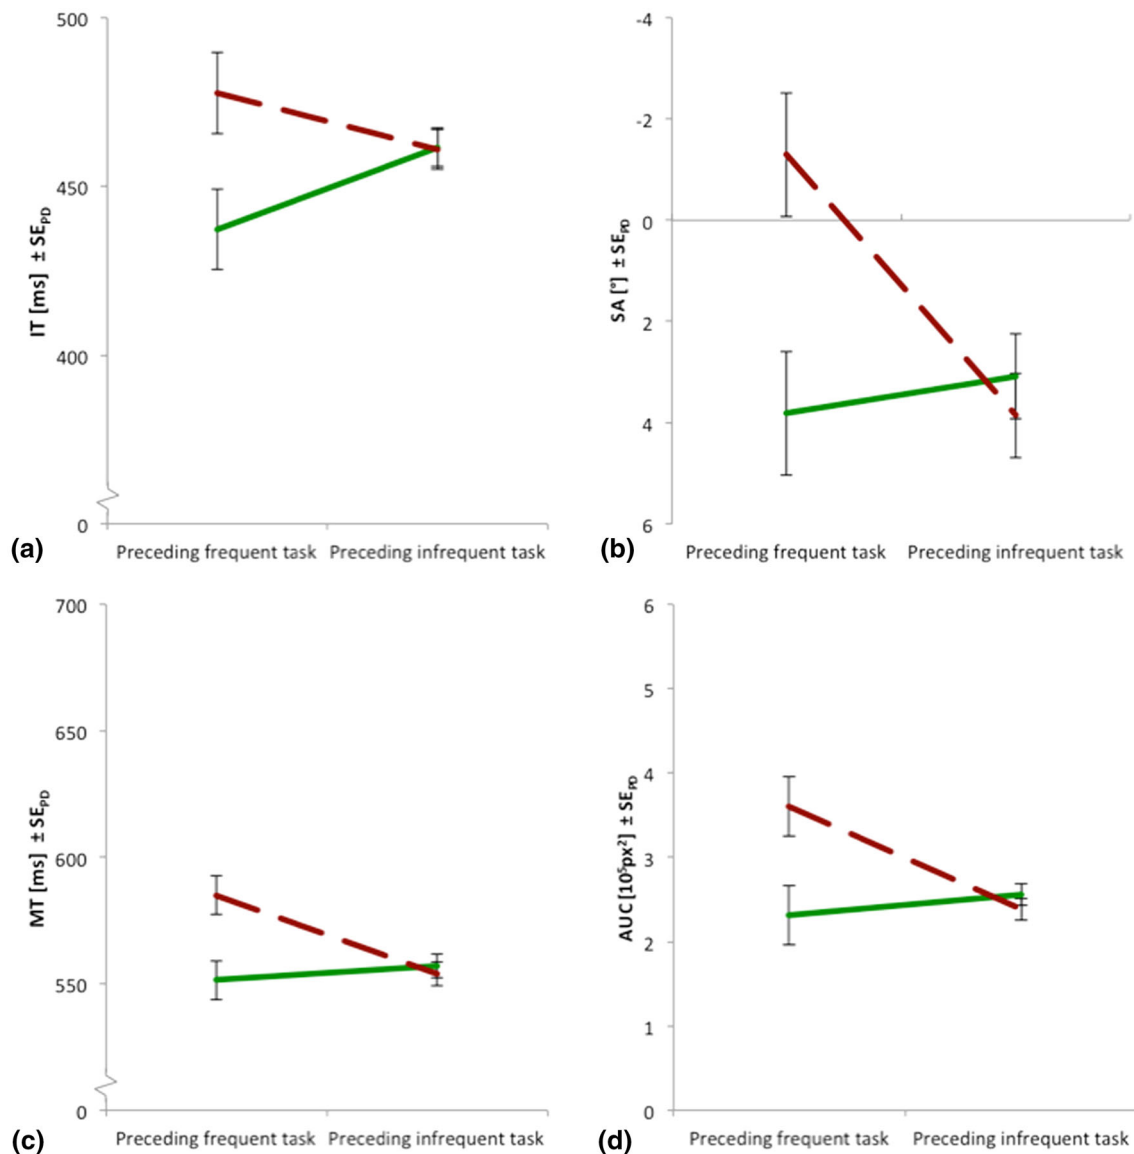 500
450
400
0
IT [ms] ± SEPD
(a)
Preceding frequent task
Preceding infrequent task
-4
-2
0
2
4
6
SA [°] ± SEPD
(b)
Preceding frequent task
Preceding infrequent task
700
650
600
550
0
MT [ms] ± SEPD
(c)
Preceding frequent task
Preceding infrequent task
6
5
4
3
2
1
0
AUC [10⁵px²] ± SEPD
(d)
Preceding frequent task
Preceding infrequent task